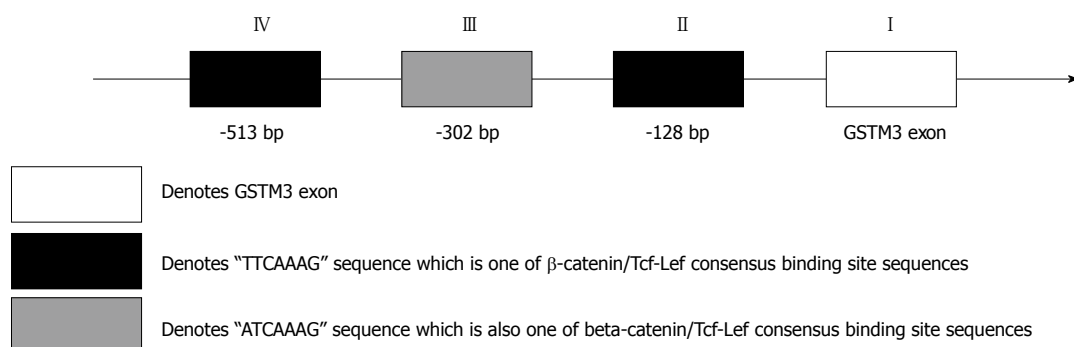 Ⅳ Ⅲ Ⅱ Ⅰ
-513 bp -302 bp -128 bp GSTM3 exon
Denotes GSTM3 exon
Denotes “TTCAAAG” sequence which is one of β-catenin/Tcf-Lef consensus binding site sequences
Denotes “ATCAAAG” sequence which is also one of beta-catenin/Tcf-Lef consensus binding site sequences